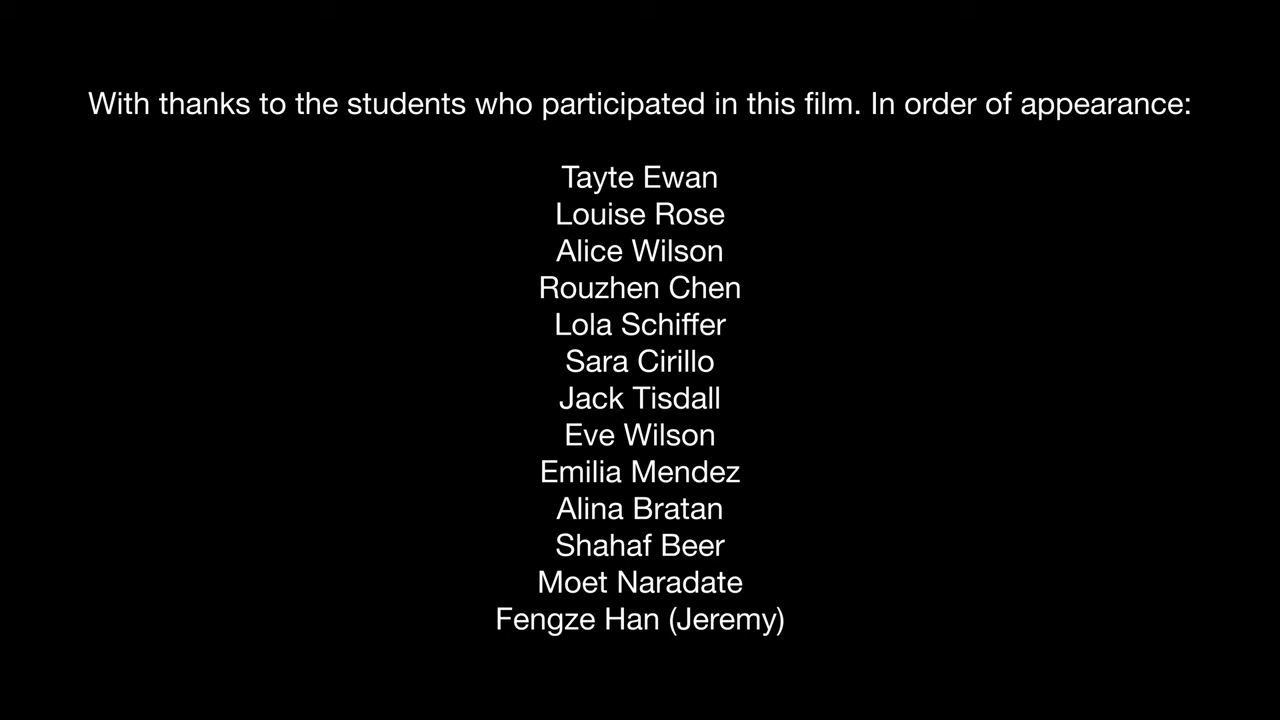 With thanks to the students who participated in this film. In order of appearance:
Tayte Ewan
Louise Rose
Alice Wilson
Rouzhen Chen
Lola Schiffer
Sara Cirillo
Jack Tisdall
Eve Wilson
Emilia Mendez
Alina Bratan
Shahaf Beer
Moet Naradate
Fengze Han (Jeremy)